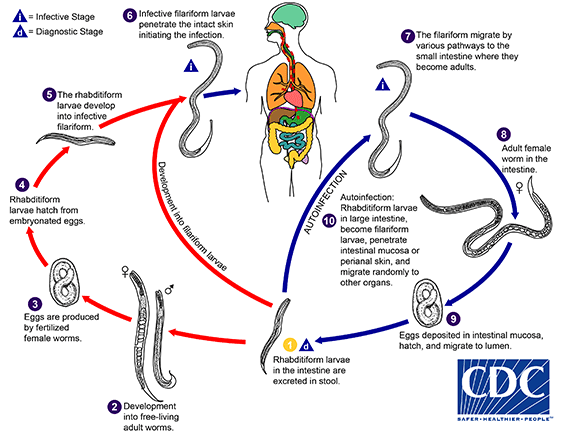 i = Infective Stage
d = Diagnostic Stage
6 Infective filariform larvae
penetrate the intact skin
initiating the infection.
i
7 The filariform migrate by
various pathways to the
small intestine where they
become adults.
i
5 The rhabditiform
larvae develop
into infective
filariform.
8
Adult female
worm in the
intestine.
♀
4
Rhabditiform
larvae hatch from
embryonated eggs.
Development into filariform larvae
AUTOINFECTION
10
Autoinfection:
Rhabditiform larvae
in large intestine,
become filariform
larvae, penetrate
intestinal mucosa or
perianal skin, and
migrate randomly to
other organs.
♀
♂
3
Eggs are produced
by fertilized
female worms.
9
Eggs deposited in intestinal mucosa,
hatch, and migrate to lumen.
1 d
Rhabditiform larvae
in the intestine are
excreted in stool.
2 Development
into free-living
adult worms.
CDC
SAFER•HEALTHIER•PEOPLE™